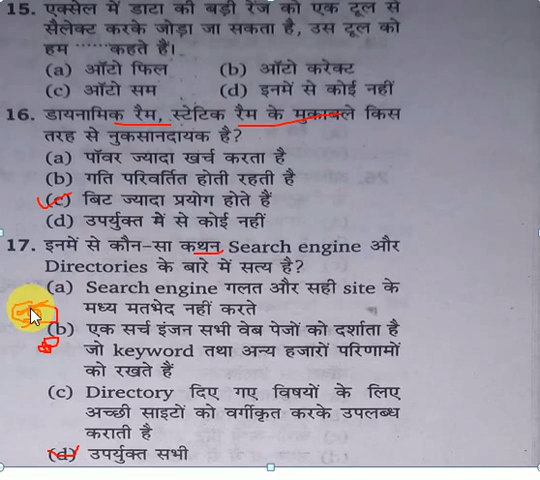 15. एक्सेल में डाटा की बड़ी रेंज को एक टूल से
सैलेक्ट करके जोड़ा जा सकता है, उस टूल को
हम ...... कहते हैं।
(a) ऑटो फिल (b) ऑटो करेक्ट
(c) ऑटो सम (d) इनमें से कोई नहीं
16. डायनामिक रैम, स्टेटिक रैम के मुकाबले किस
तरह से नुकसानदायक है?
(a) पॉवर ज्यादा खर्च करता है
(b) गति परिवर्तित होती रहती है
(c) बिट ज्यादा प्रयोग होते हैं
(d) उपर्युक्त में से कोई नहीं
17. इनमें से कौन-सा कथन Search engine और
Directories के बारे में सत्य है?
(a) Search engine गलत और सही site के
मध्य मतभेद नहीं करते
(b) एक सर्च इंजन सभी वेब पेजों को दर्शाता है
जो keyword तथा अन्य हजारों परिणामों
को रखते हैं
(c) Directory दिए गए विषयों के लिए
अच्छी साइटों को वर्गीकृत करके उपलब्ध
कराती है
(d) उपर्युक्त सभी